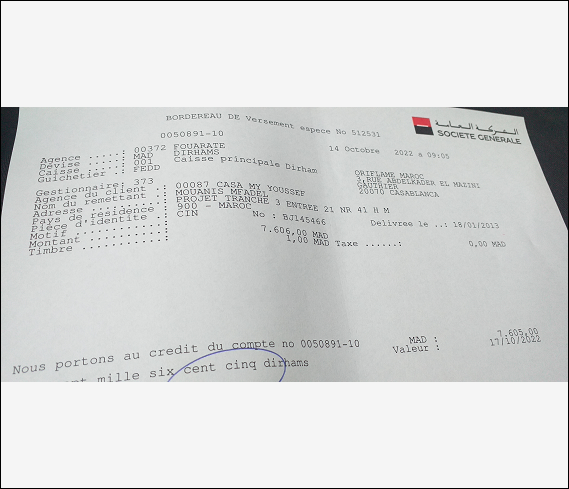 BORDEREAU DE Versement espece No 512531
الشركة العامة
SOCIETE GENERALE
0050891-10
14 Octobre 2022 a 09:05
Agence .....: 00372 FOUARATE
Devise .....: MAD DIRHAMS
Caisse .....: 001 Caisse principale Dirham
Guichetier .: FEDD
ORIFLAME MAROC
3,RUE ABDELKADER EL MAZINI
GAUTHIER
20070 CASABLANCA
Gestionnaire: 373
Agence du client .: 00087 CASA MY YOUSSEF
Nom du remettant .: MOUANIS MFADEL
Adresse ..........: PROJET TRANCHE 3 ENTREE 21 NR 41 H M
Pays de residence : 900 - MAROC
Pièce d'identité .: CIN No : BJ145466 Delivree le ..: 18/01/2013
Motif ...........:
Montant .........: 7.606,00 MAD
Timbre ..........: 1,00 MAD Taxe ......: 0,00 MAD
Nous portons au credit du compte no 0050891-10 MAD : 7.605,00
Valeur : 17/10/2022
mille six cent cinq dirhams